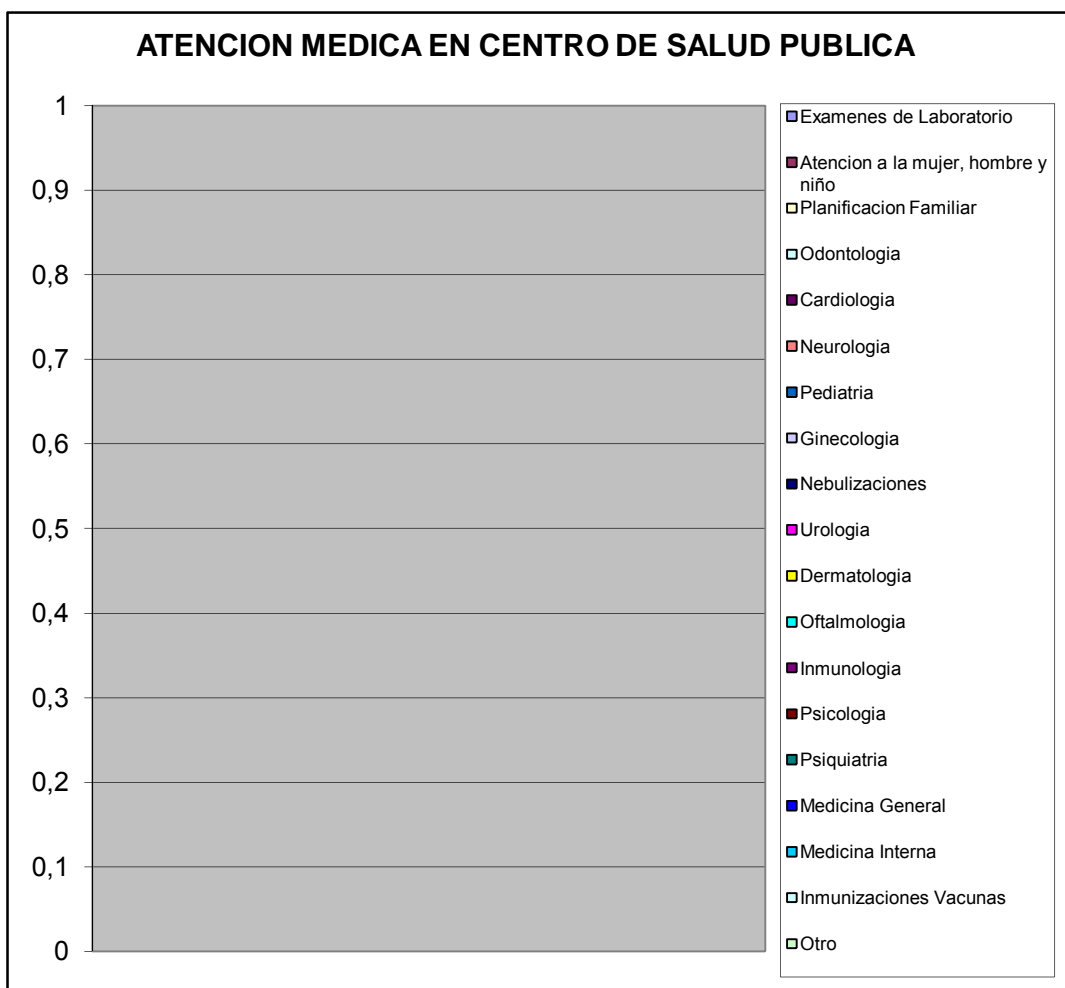 ATENCION MEDICA EN CENTRO DE SALUD PUBLICA
1
0,9
0,8
0,7
0,6
0,5
0,4
0,3
0,2
0,1
0
Examenes de Laboratorio
Atencion a la mujer, hombre y
niño
Planificacion Familiar
Odontologia
Cardiologia
Neurologia
Pediatria
Ginecologia
Nebulizaciones
Urologia
Dermatologia
Oftalmologia
Inmunologia
Psicologia
Psiquiatria
Medicina General
Medicina Interna
Inmunizaciones Vacunas
Otro